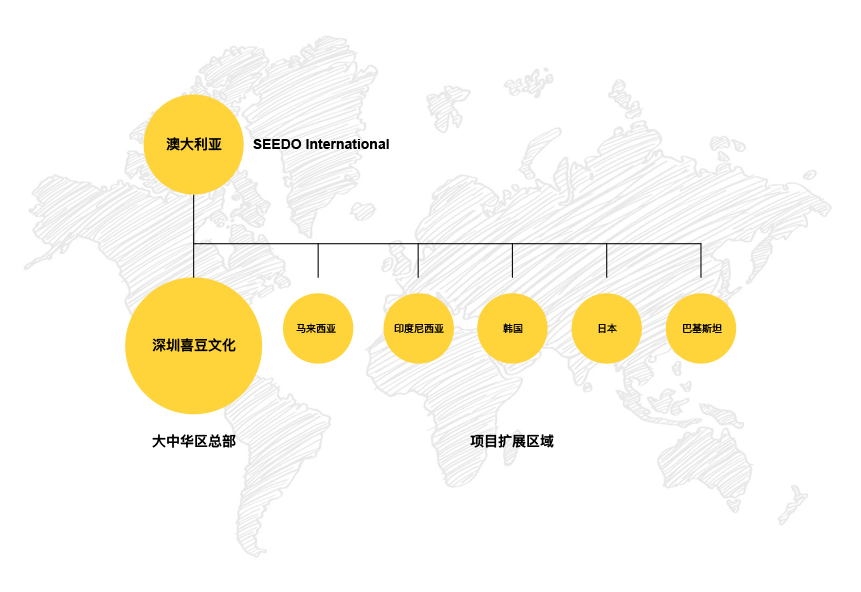 澳大利亚
SEEDO International
深圳喜豆文化
马来西亚
印度尼西亚
韩国
日本
巴基斯坦
大中华区总部
项目扩展区域